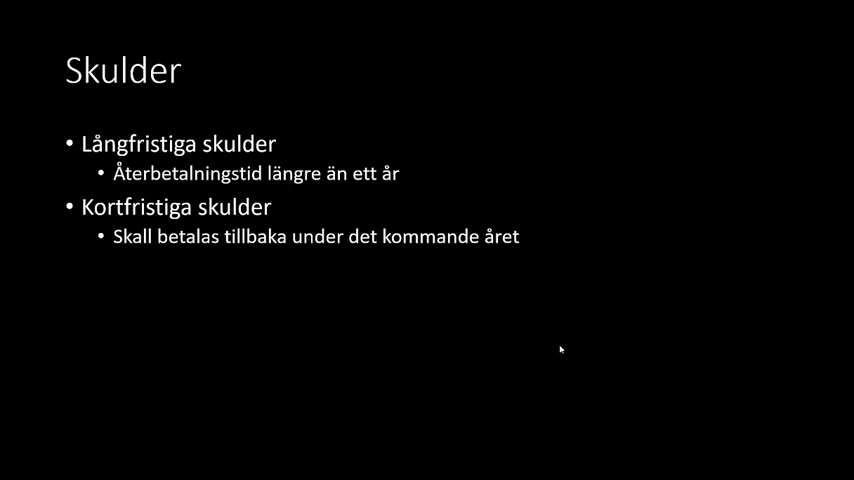 Skulder
• Långfristiga skulder
• Återbetalningstid längre än ett år
• Kortfristiga skulder
• Skall betalas tillbaka under det kommande året